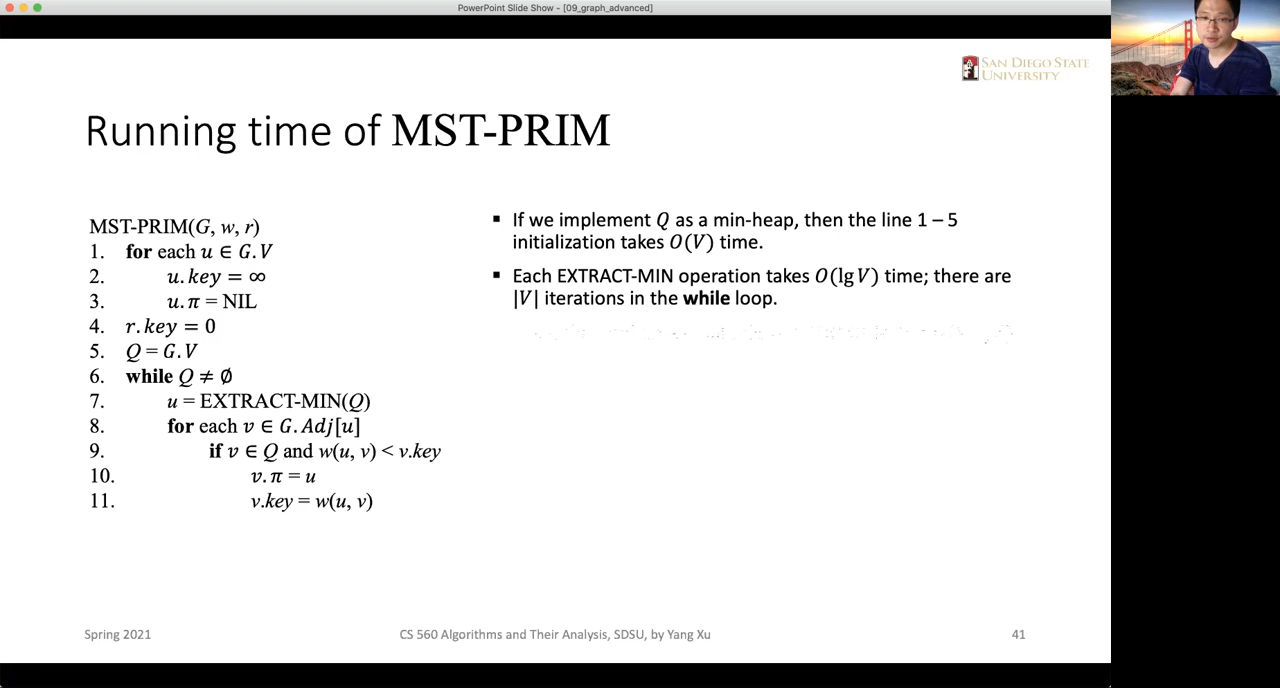 PowerPoint Slide Show - [09_graph_advanced]
SAN DIEGO STATE
UNIVERSITY
Running time of MST-PRIM
MST-PRIM(G, w, r)
1. for each u ∈ G.V
2. u.key = ∞
3. u.π = NIL
4. r.key = 0
5. Q = G.V
6. while Q ≠ ∅
7. u = EXTRACT-MIN(Q)
8. for each v ∈ G.Adj[u]
9. if v ∈ Q and w(u, v) < v.key
10. v.π = u
11. v.key = w(u, v)
▪ If we implement Q as a min-heap, then the line 1 – 5
initialization takes O(V) time.
▪ Each EXTRACT-MIN operation takes O(lg V) time; there are
|V| iterations in the while loop.
Spring 2021
CS 560 Algorithms and Their Analysis, SDSU, by Yang Xu
41